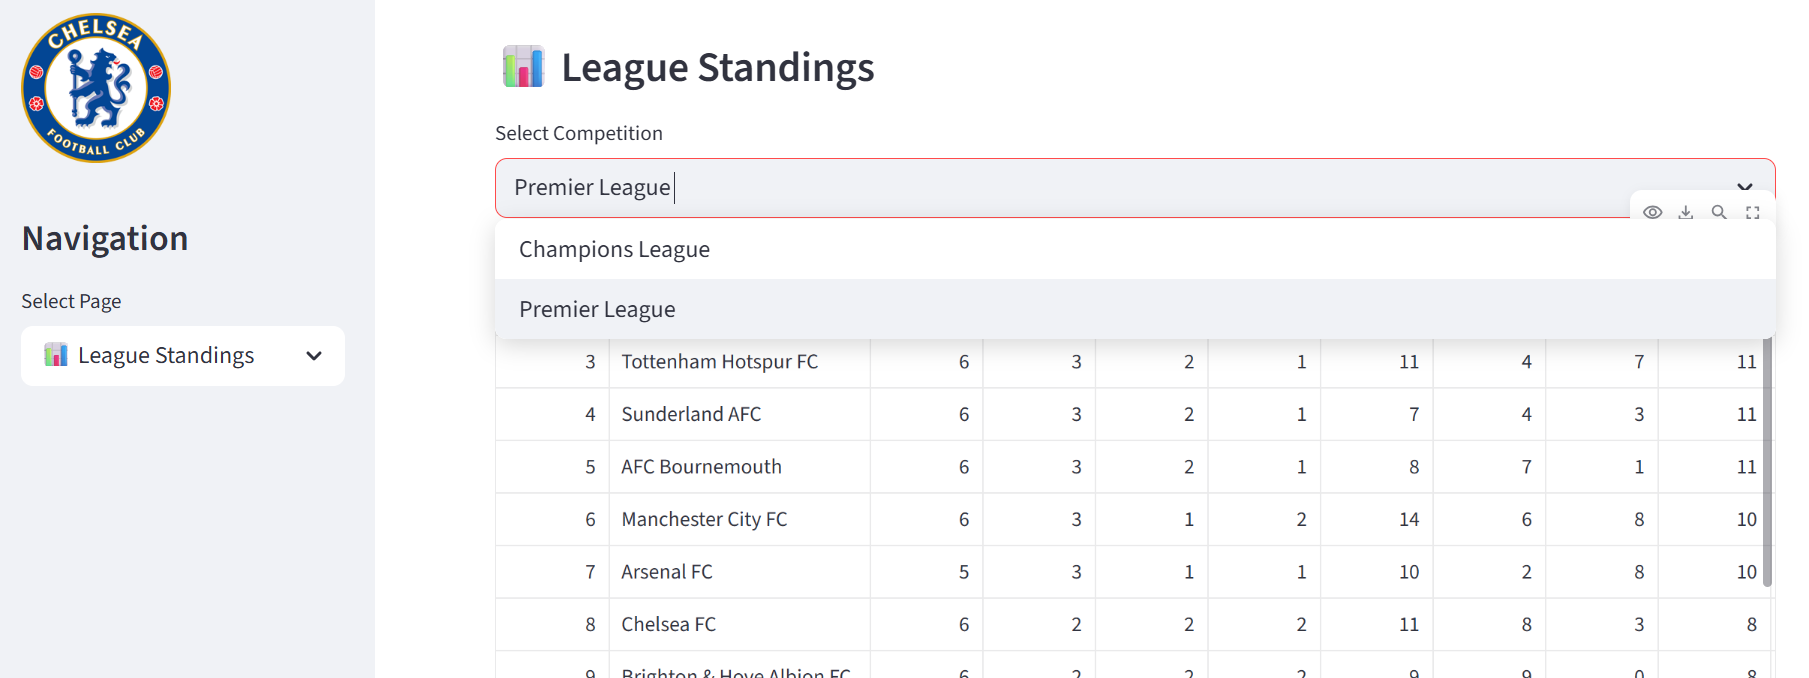 CHELSEA
FOOTBALL CLUB
Navigation
Select Page
League Standings
League Standings
Select Competition
Premier League
Champions League
Premier League
3 Tottenham Hotspur FC 6 3 2 1 11 4 7 11
4 Sunderland AFC 6 3 2 1 7 4 3 11
5 AFC Bournemouth 6 3 2 1 8 7 1 11
6 Manchester City FC 6 3 1 2 14 6 8 10
7 Arsenal FC 5 3 1 1 10 2 8 10
8 Chelsea FC 6 2 2 2 11 8 3 8
9 Brighton & Hove Albion FC 6 2 2 2 9 9 0 8